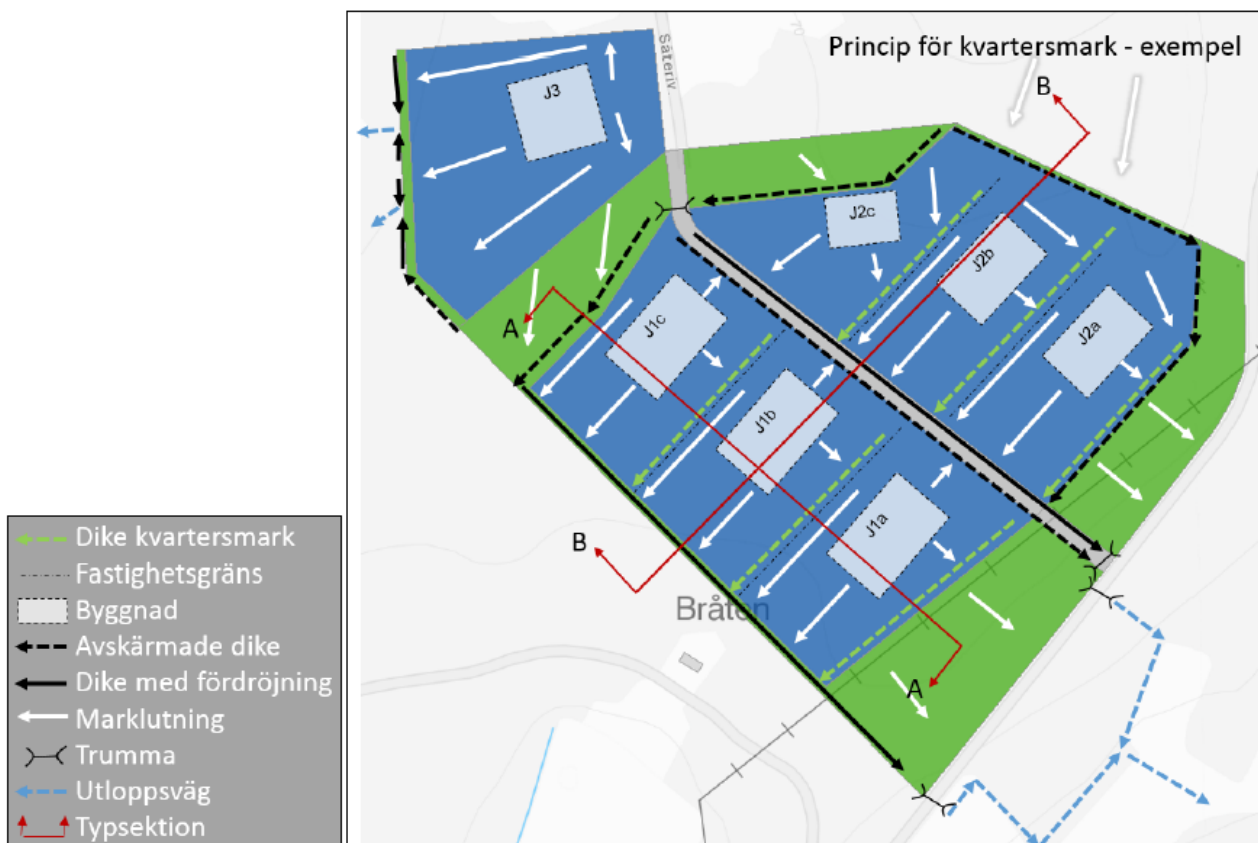 Princip för kvartersmark - exempel
70
Säteriv.
B
J3
J2c
J2b
J2a
A
J1c
J1b
J1a
B
Bråten
A
Dike kvartersmark
Fastighetsgräns
Byggnad
Avskärmade dike
Dike med fördröjning
Marklutning
Trumma
Utloppsväg
Typsektion